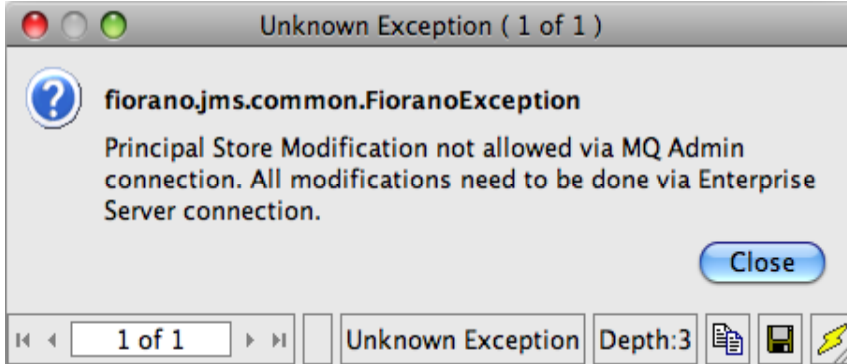 Unknown Exception ( 1 of 1 )
fiorano.jms.common.FioranoException
Principal Store Modification not allowed via MQ Admin
connection. All modifications need to be done via Enterprise
Server connection.
Close
1 of 1 Unknown Exception Depth:3